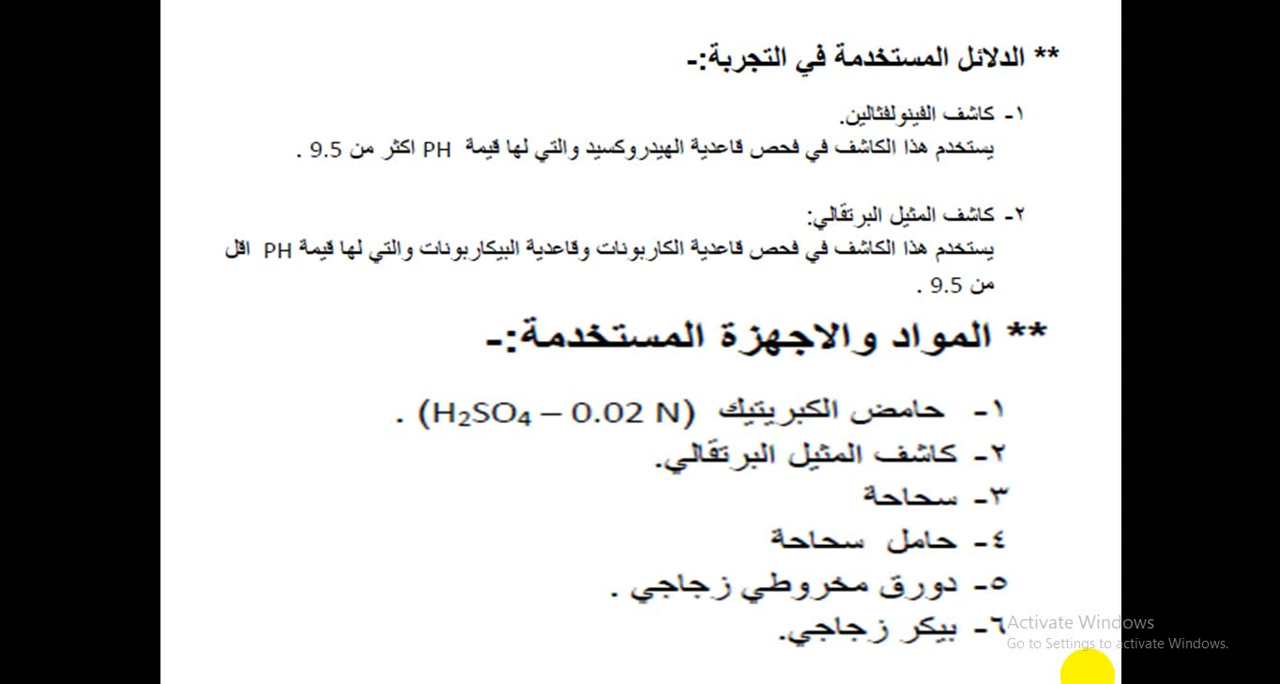 ** الدلائل المستخدمة في التجربة:-
١- كاشف الفينولفثالين.
يستخدم هذا الكاشف في فحص قاعدية الهيدروكسيد والتي لها قيمة PH اكثر من 9.5 .
٢- كاشف المثيل البرتقالي:
يستخدم هذا الكاشف في فحص قاعدية الكاربونات وقاعدية البيكاربونات والتي لها قيمة PH اقل
من 9.5 .
** المواد والاجهزة المستخدمة:-
١- حامض الكبريتيك (H₂SO₄ – 0.02 N) .
٢- كاشف المثيل البرتقالي.
٣- سحاحة
٤- حامل سحاحة
٥- دورق مخروطي زجاجي .
٦- بيكر زجاجي.
Activate Windows
Go to Settings to activate Windows.